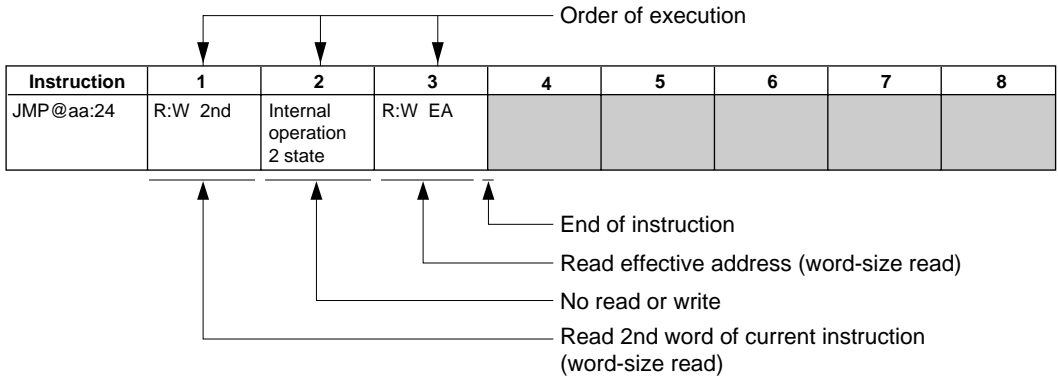 Order of execution
Instruction 1 2 3 4 5 6 7 8
JMP@aa:24 R:W 2nd Internal operation 2 state R:W EA
End of instruction
Read effective address (word-size read)
No read or write
Read 2nd word of current instruction
(word-size read)